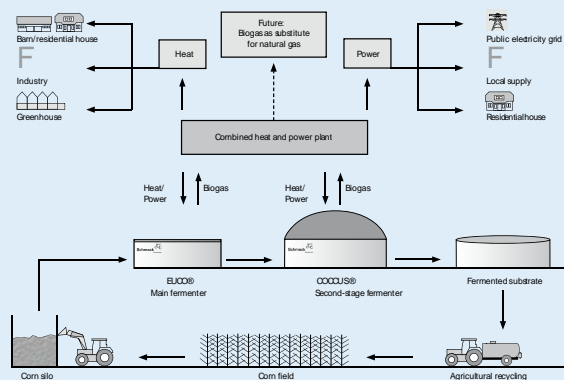 Future:
Biogas as substitute
for natural gas
Barn/residential house
Heat
Power
Public electricity grid
F
F
Industry
Local supply
Greenhouse
Residential house
Combined heat and power plant
Heat/
Power
Biogas
Heat/
Power
Biogas
Schmack
Schmack
EUCO®
Main fermenter
COCCUS®
Second-stage fermenter
Fermented substrate
Corn silo
Corn field
Agricultural recycling